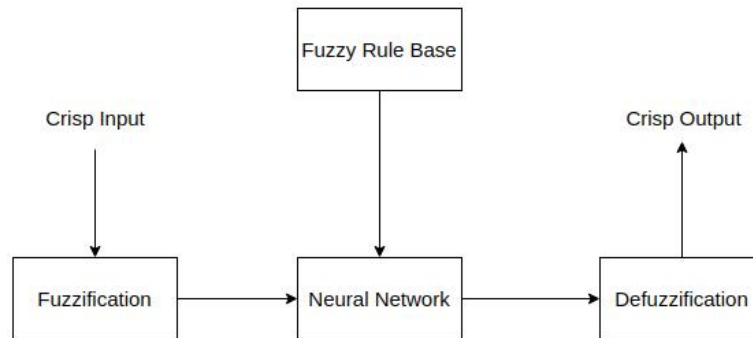 Fuzzy Rule Base
Crisp Input
Crisp Output
Fuzzification
Neural Network
Defuzzification